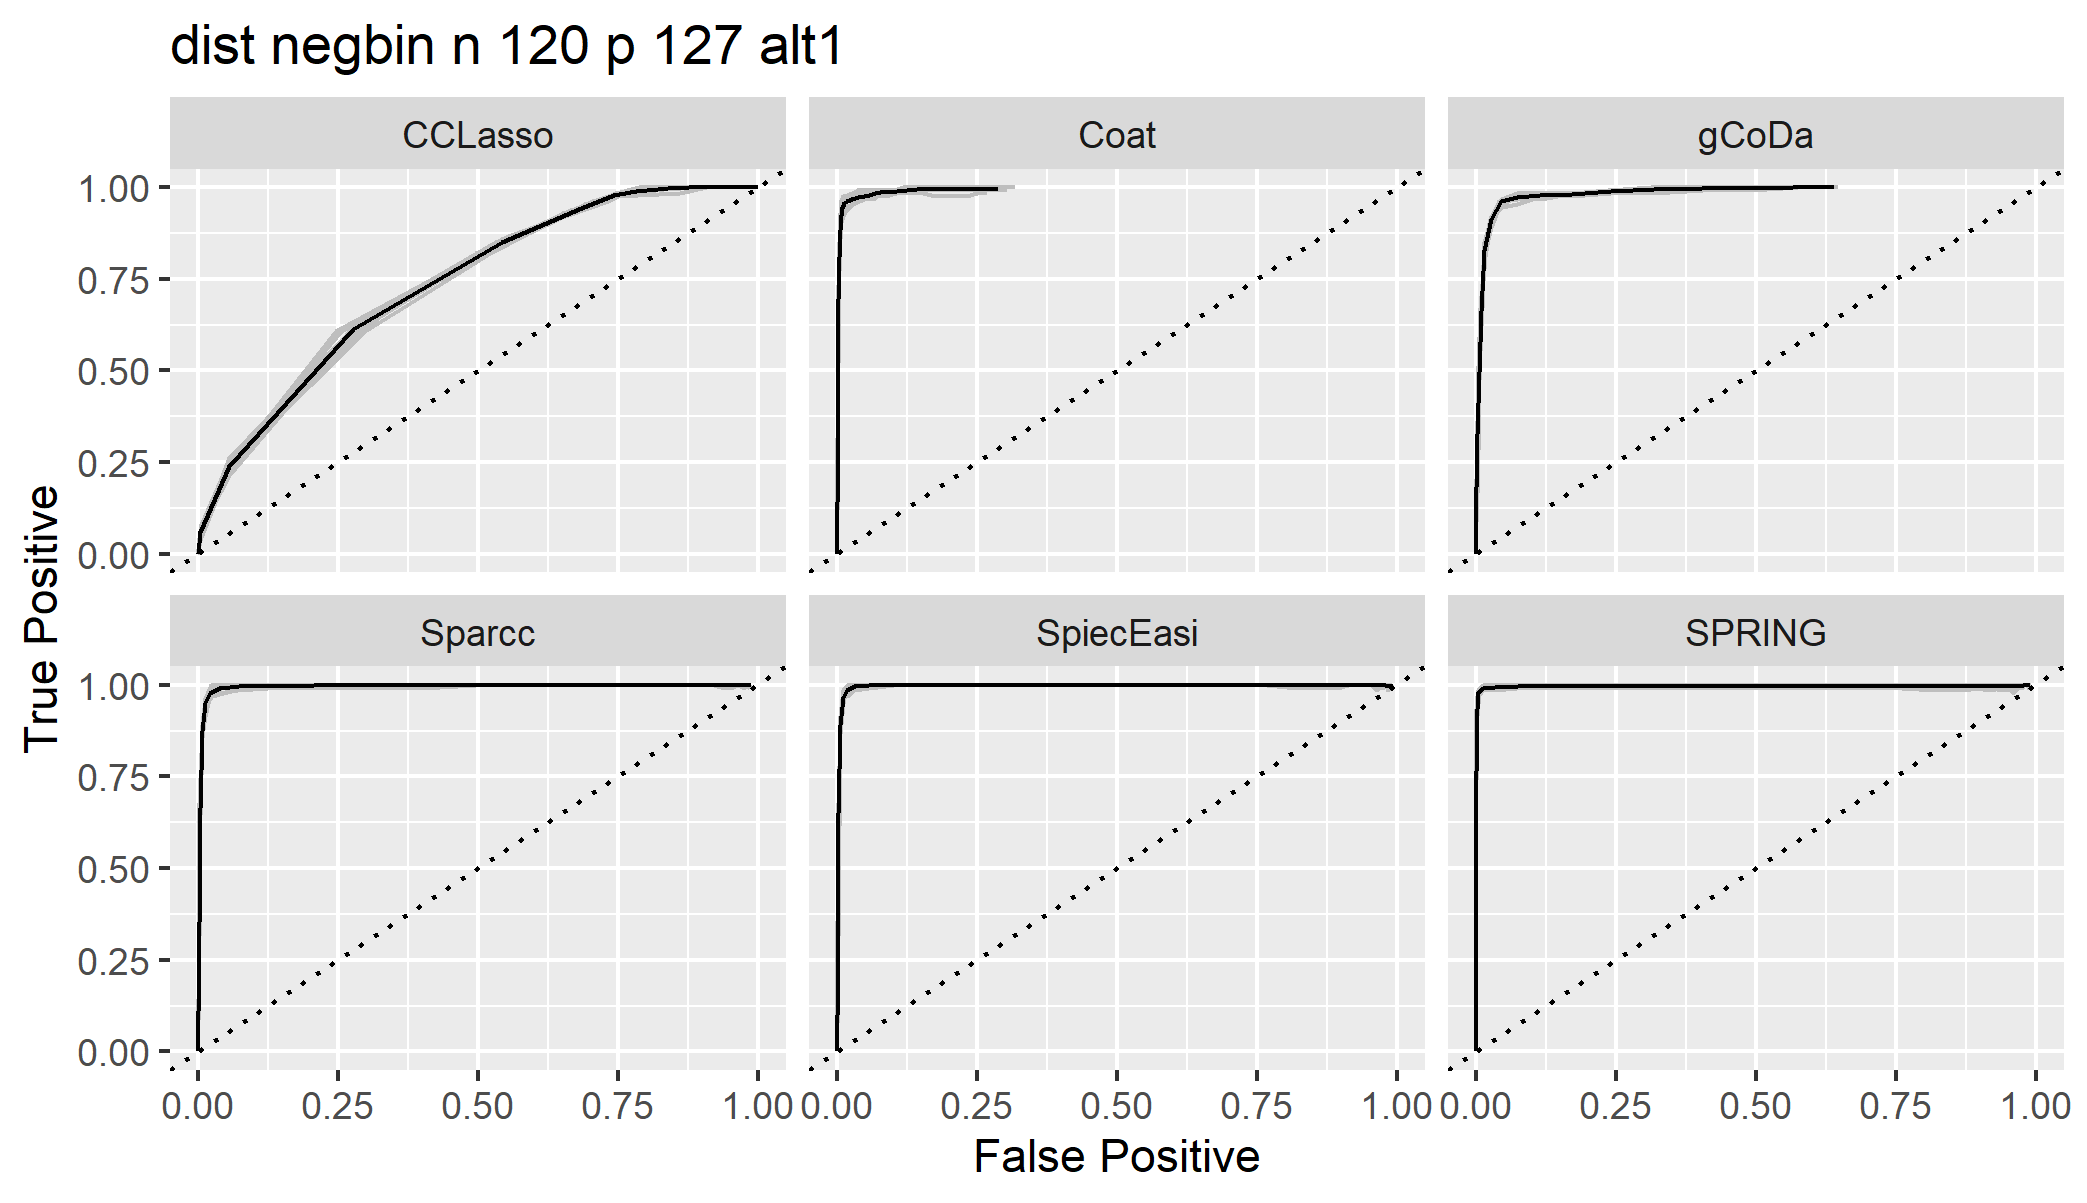 dist negbin n 120 p 127 alt1
CCLasso
Coat
gCoDa
1.00
0.75
0.50
0.25
0.00
Sparcc
SpiecEasi
SPRING
1.00
0.75
0.50
0.25
0.00
0.00 0.25 0.50 0.75 1.00
0.00 0.25 0.50 0.75 1.00
0.00 0.25 0.50 0.75 1.00
True Positive
False Positive